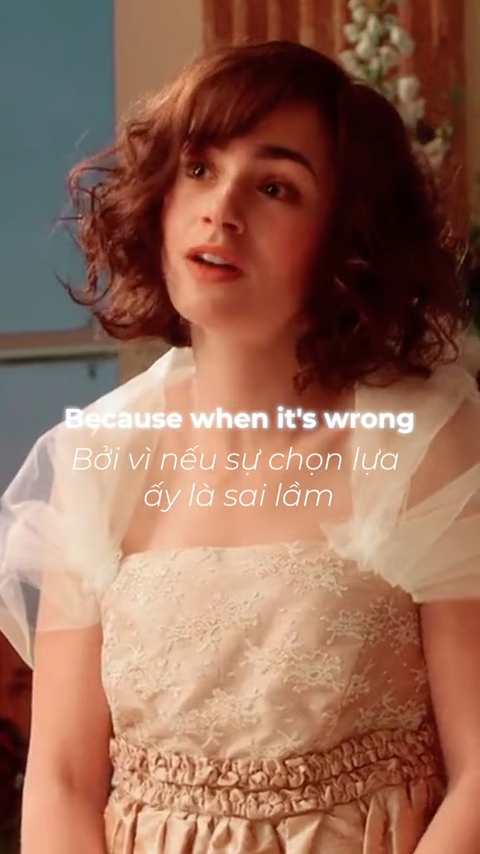 Because when it's wrong
Bởi vì nếu sự chọn lựa
ấy là sai lầm